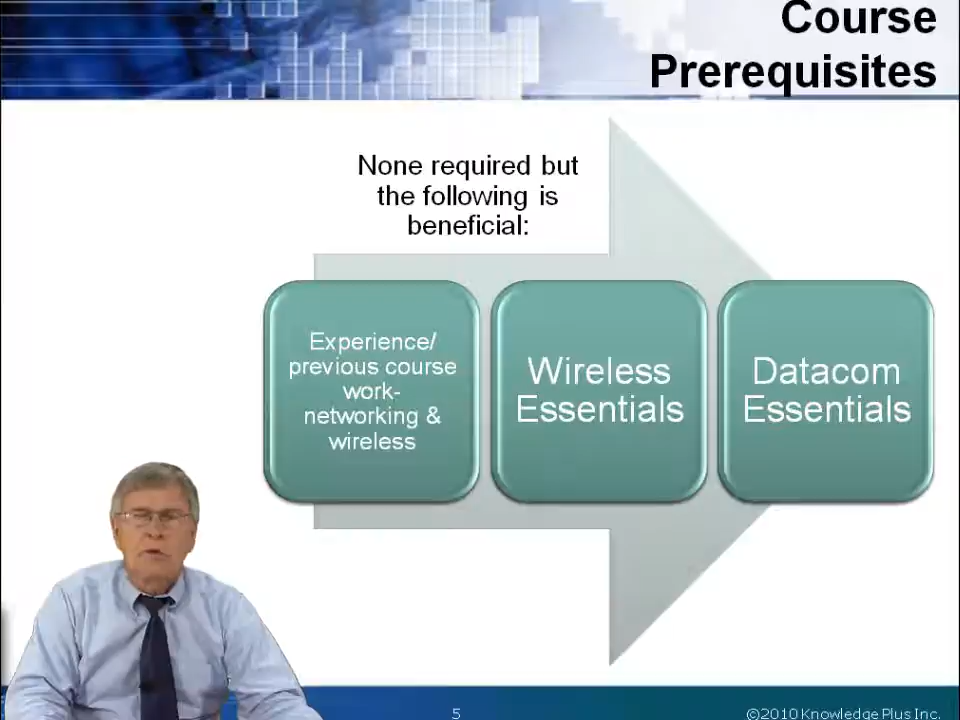 Course
Prerequisites
None required but
the following is
beneficial:
Experience/
previous course
work-
networking &
wireless
Wireless
Essentials
Datacom
Essentials
5
©2010 Knowledge Plus Inc.